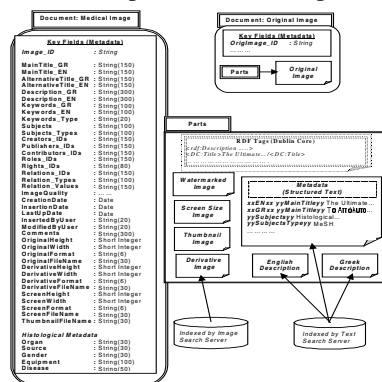 Document: Medical Image
Key Fields (Metadata)
Image_ID : String
MainTitle_GR : String(150)
MainTitle_EN : String(150)
AlternativeTitle_GR : String(150)
AlternativeTitle_EN : String(150)
Description_GR : String(300)
Description_EN : String(300)
Keywords_GR : String(100)
Keywords_EN : String(100)
Keywords_Type : String(20)
Subjects : String(100)
Subjects_Types : String(100)
Creators_IDs : String(150)
Publishers_IDs : String(150)
Contributors_IDs : String(150)
Roles_IDs : String(150)
Rights_IDs : String(80)
Relations_IDs : String(150)
Relation_Types : String(100)
Relation_Values : String(150)
ImageQuality : ......
CreationDate : Date
InsertionDate : Date
LastUpDate : Date
InsertedByUser : String(20)
ModifiedByUser : String(20)
Comments : String(300)
OriginalHeight : Short Integer
OriginalWidth : Short Integer
OriginalFormat : String(6)
OriginalFileName : String(30)
DerivativeHeight : Short Integer
DerivativeWidth : Short Integer
DerivativeFormat : String(6)
DerivativeFileName : String(30)
ScreenHeight : Short Integer
ScreenWidth : Short Integer
ScreenFormat : String(6)
ScreenFileName : String(30)
ThumbnailFileName : String(30)
Histological Metadata
Organ : String(30)
Source : String(30)
Gender : String(30)
Equipment : String(100)
Disease : String(50)
Document: Original Image
Key Fields (Metadata)
OrigImage_ID : String
... ... ...
Parts
Original
Image
Parts
RDF Tags (Dublin Core)
<rdf:Description .....>
<DC:Title>The Ultimate.../<DC:Title>
Watermarked
Image
Screen Size
Image
Thumbnail
Image
Derivative
Image
Metadata
(Structured Text)
xxENxx yyMainTitleyy The Ultimate...
xxGRxx yyMainTitleyy
yySubjectsyy Histological...
yySubjectsTypeyy MeSH
... ... ...
English
Description
Greek
Description
Indexed by Image
Search Server
Indexed by Text
Search Server